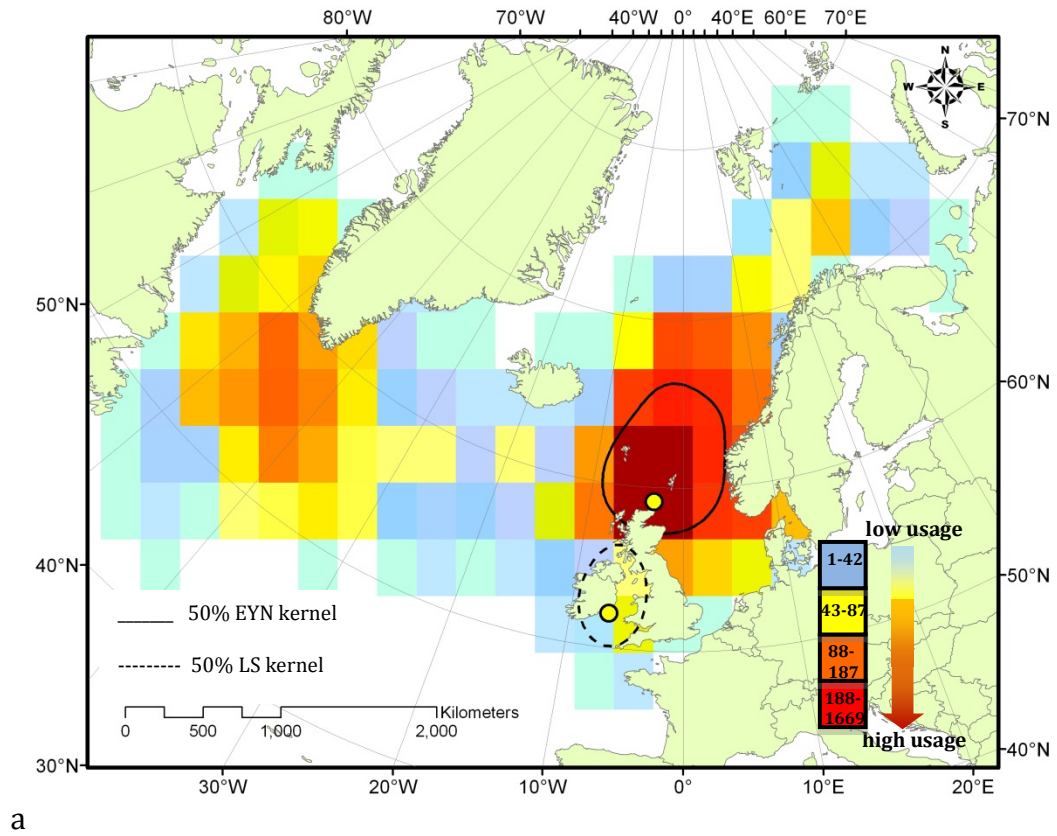 80°W 70°W 40°W 0° 40°E 60°E 70°E
N
W E
S
70°N
50°N
60°N
40°N
50°N
30°N
40°N
low usage
1-42
43-87
88-
187
188-
1669
high usage
50% EYN kernel
50% LS kernel
Kilometers
0 500 1,000 2,000
30°W 20°W 10°W 0° 10°E 20°E
a